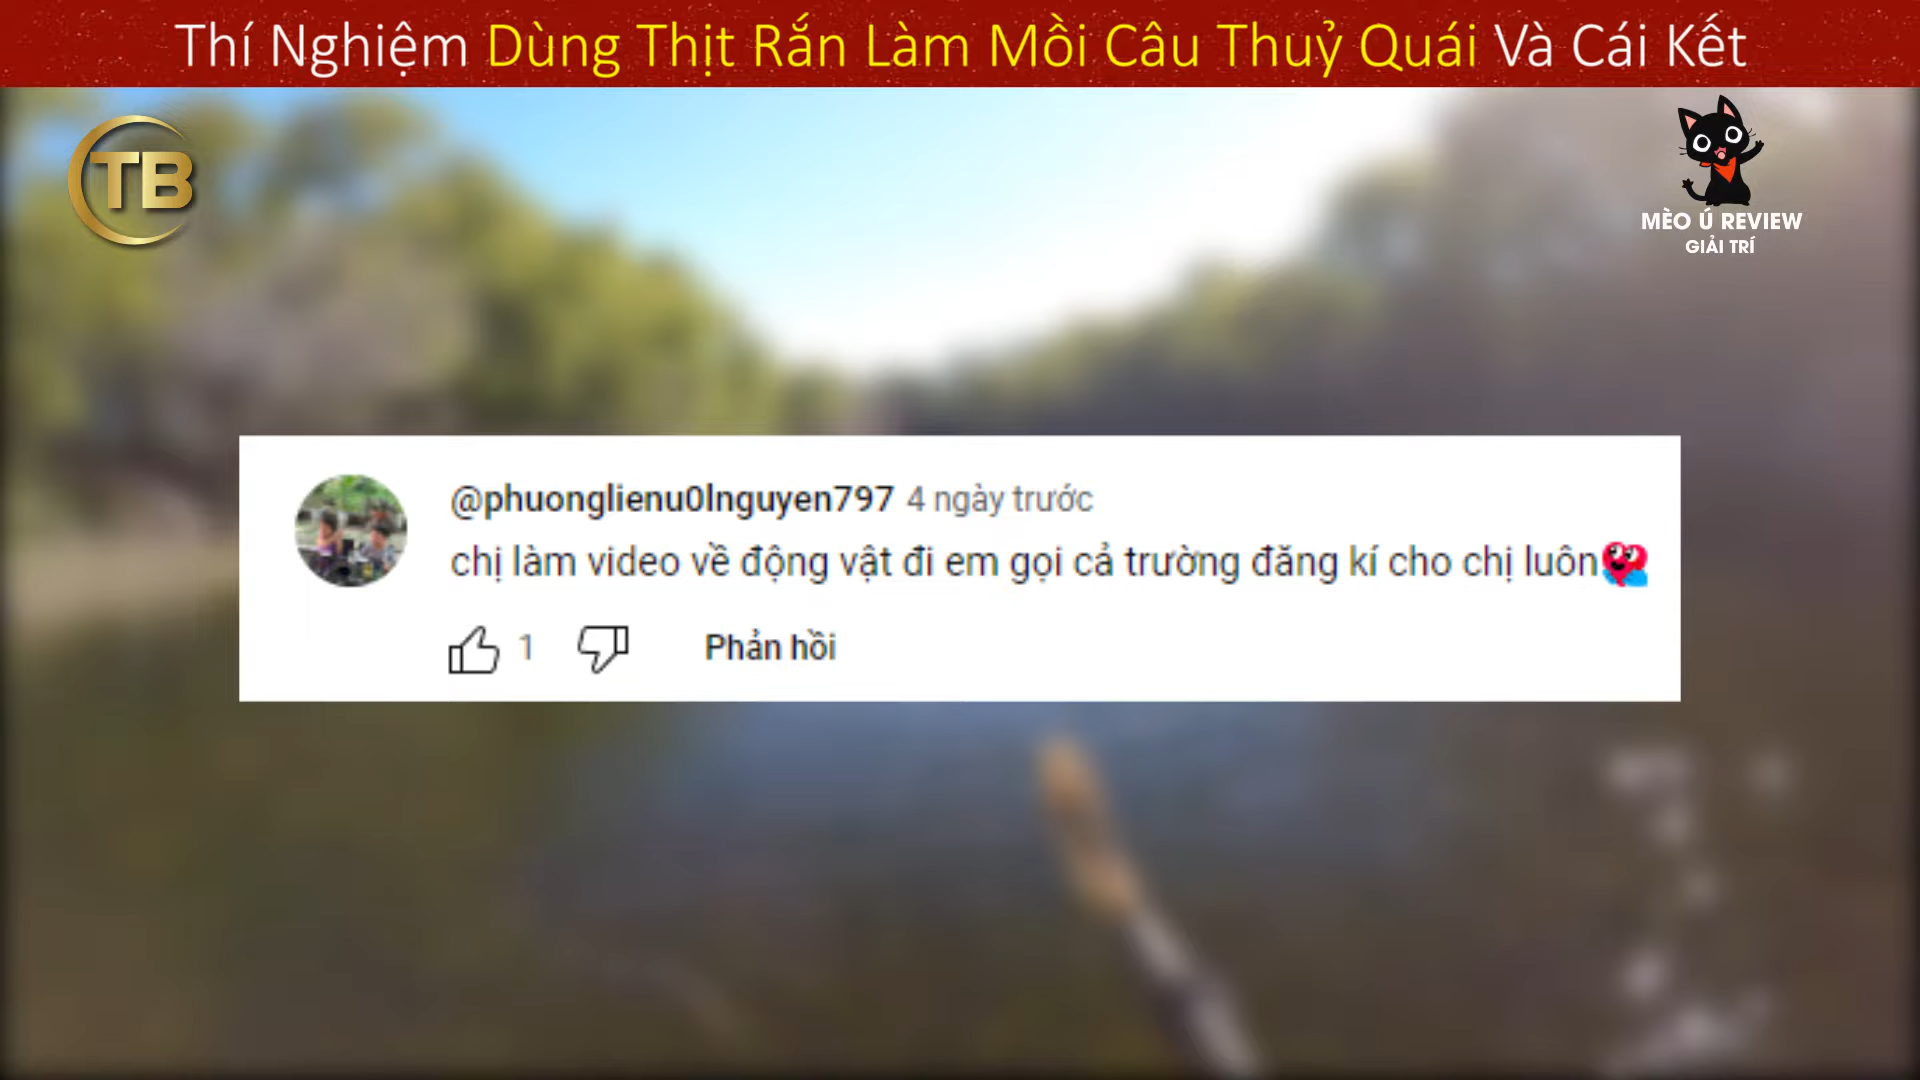 Thí Nghiệm Dùng Thịt Rắn Làm Mồi Câu Thuỷ Quái Và Cái Kết
TB
MÈO Ú REVIEW
GIẢI TRÍ
@phuonglienu0lnguyen797 4 ngày trước
chị làm video về động vật đi em gọi cả trường đăng kí cho chị luôn
1 Phản hồi